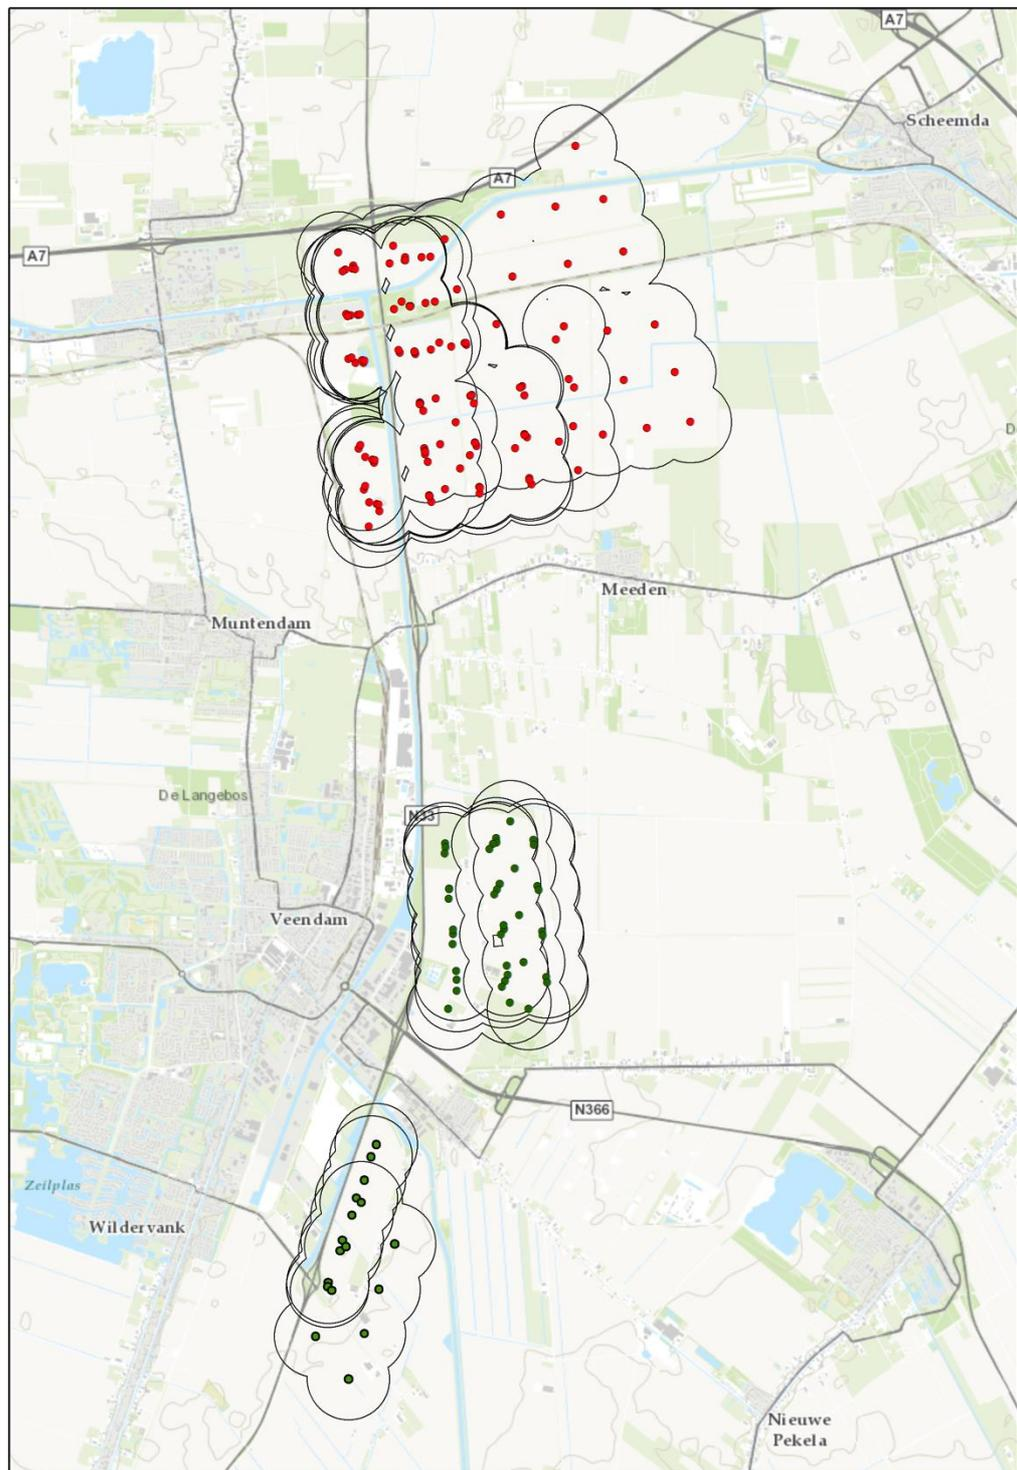 A7
Scheemda
A7
A7
D
Meeden
Muntendam
De Langebos
N33
Veendam
N366
Zeilplas
Wildervank
Nieuwe
Pekela